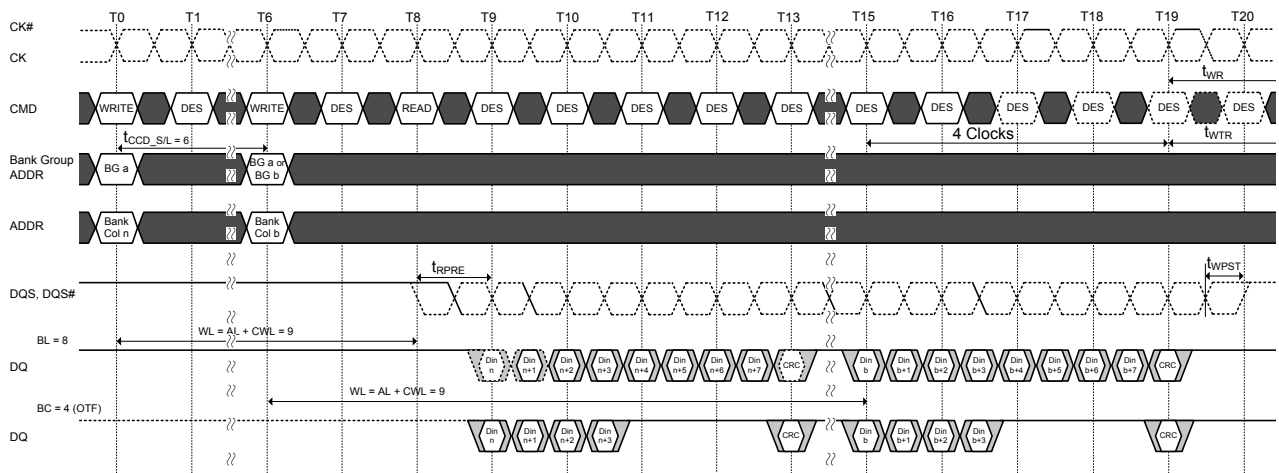 T0 T1 T6 T7 T8 T9 T10 T11 T12 T13 T15 T16 T17 T18 T19 T20
CK#
CK
tWR
CMD WRITE DES WRITE DES READ DES DES DES DES DES DES DES DES DES DES DES
tCCD_S/L = 6
4 Clocks
tWTR
Bank Group
ADDR
BG a
BG a or
BG b
ADDR
Bank
Col n
Bank
Col b
tRPRE
tWPST
DQS, DQS#
WL = AL + CWL = 9
BL = 8
DQ
Din n Din n+1 Din n+2 Din n+3 Din n+4 Din n+5 Din n+6 Din n+7 CRC Din b Din b+1 Din b+2 Din b+3 Din b+4 Din b+5 Din b+6 Din b+7 CRC
WL = AL + CWL = 9
BC = 4 (OTF)
DQ
Din n Din n+1 Din n+2 Din n+3 CRC Din b Din b+1 Din b+2 Din b+3 CRC